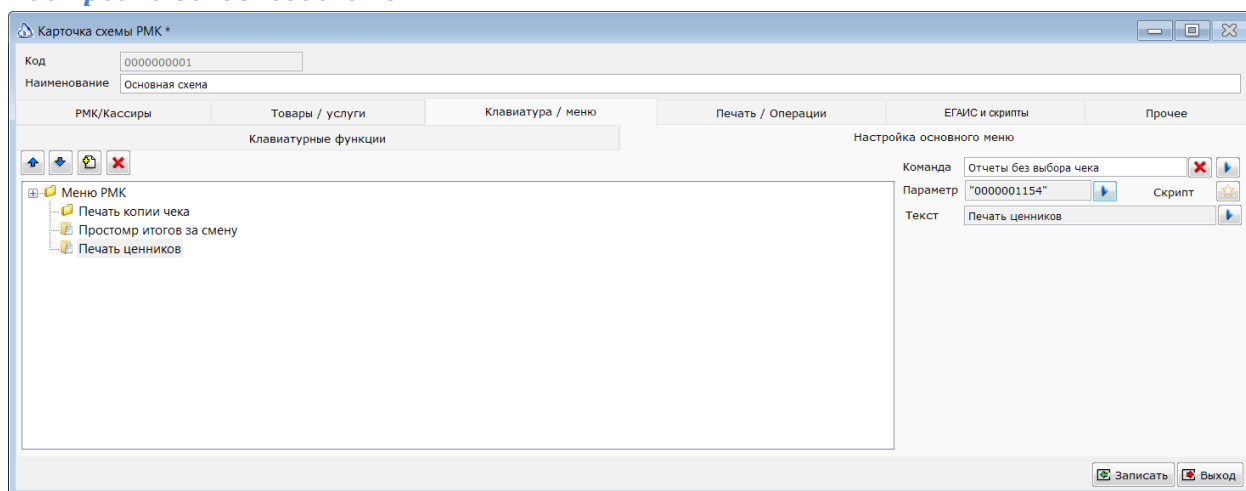 Карточка схемы РМК *
Код 0000000001
Наименование Основная схема
РМК/Кассиры Товары / услуги Клавиатура / меню Печать / Операции ЕГАИС и скрипты Прочее
Клавиатурные функции Настройка основного меню
Команда Отчеты без выбора чека
Меню РМК
Параметр "0000001154" Скрипт
Печать копии чека
Текст Печать ценников
Простомр итогов за смену
Печать ценников
Записать Выход